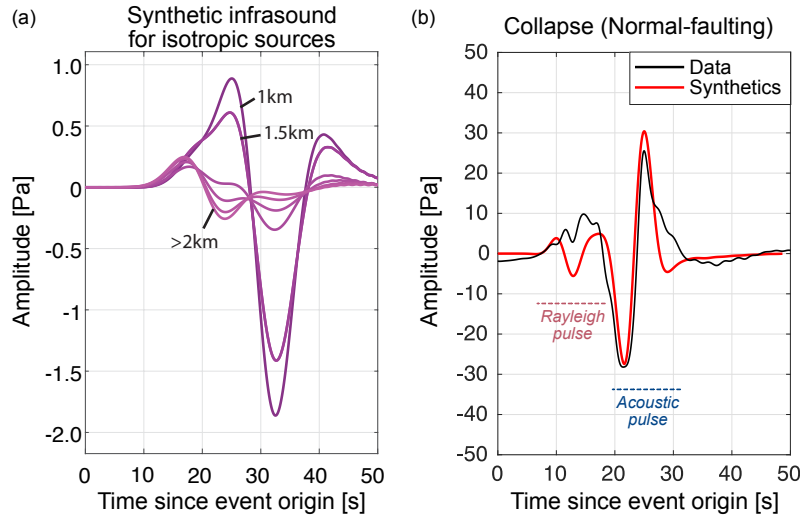 (a)
Synthetic infrasound
for isotropic sources
Amplitude [Pa]
1.0
0.5
0
-0.5
-1
-1.5
-2.0
1km
1.5km
>2km
0 10 20 30 40 50
Time since event origin [s]
(b)
Collapse (Normal-faulting)
Amplitude [Pa]
50
40
30
20
10
0
-10
-20
-30
-40
-50
Data
Synthetics
Rayleigh
pulse
Acoustic
pulse
0 10 20 30 40 50
Time since event origin [s]